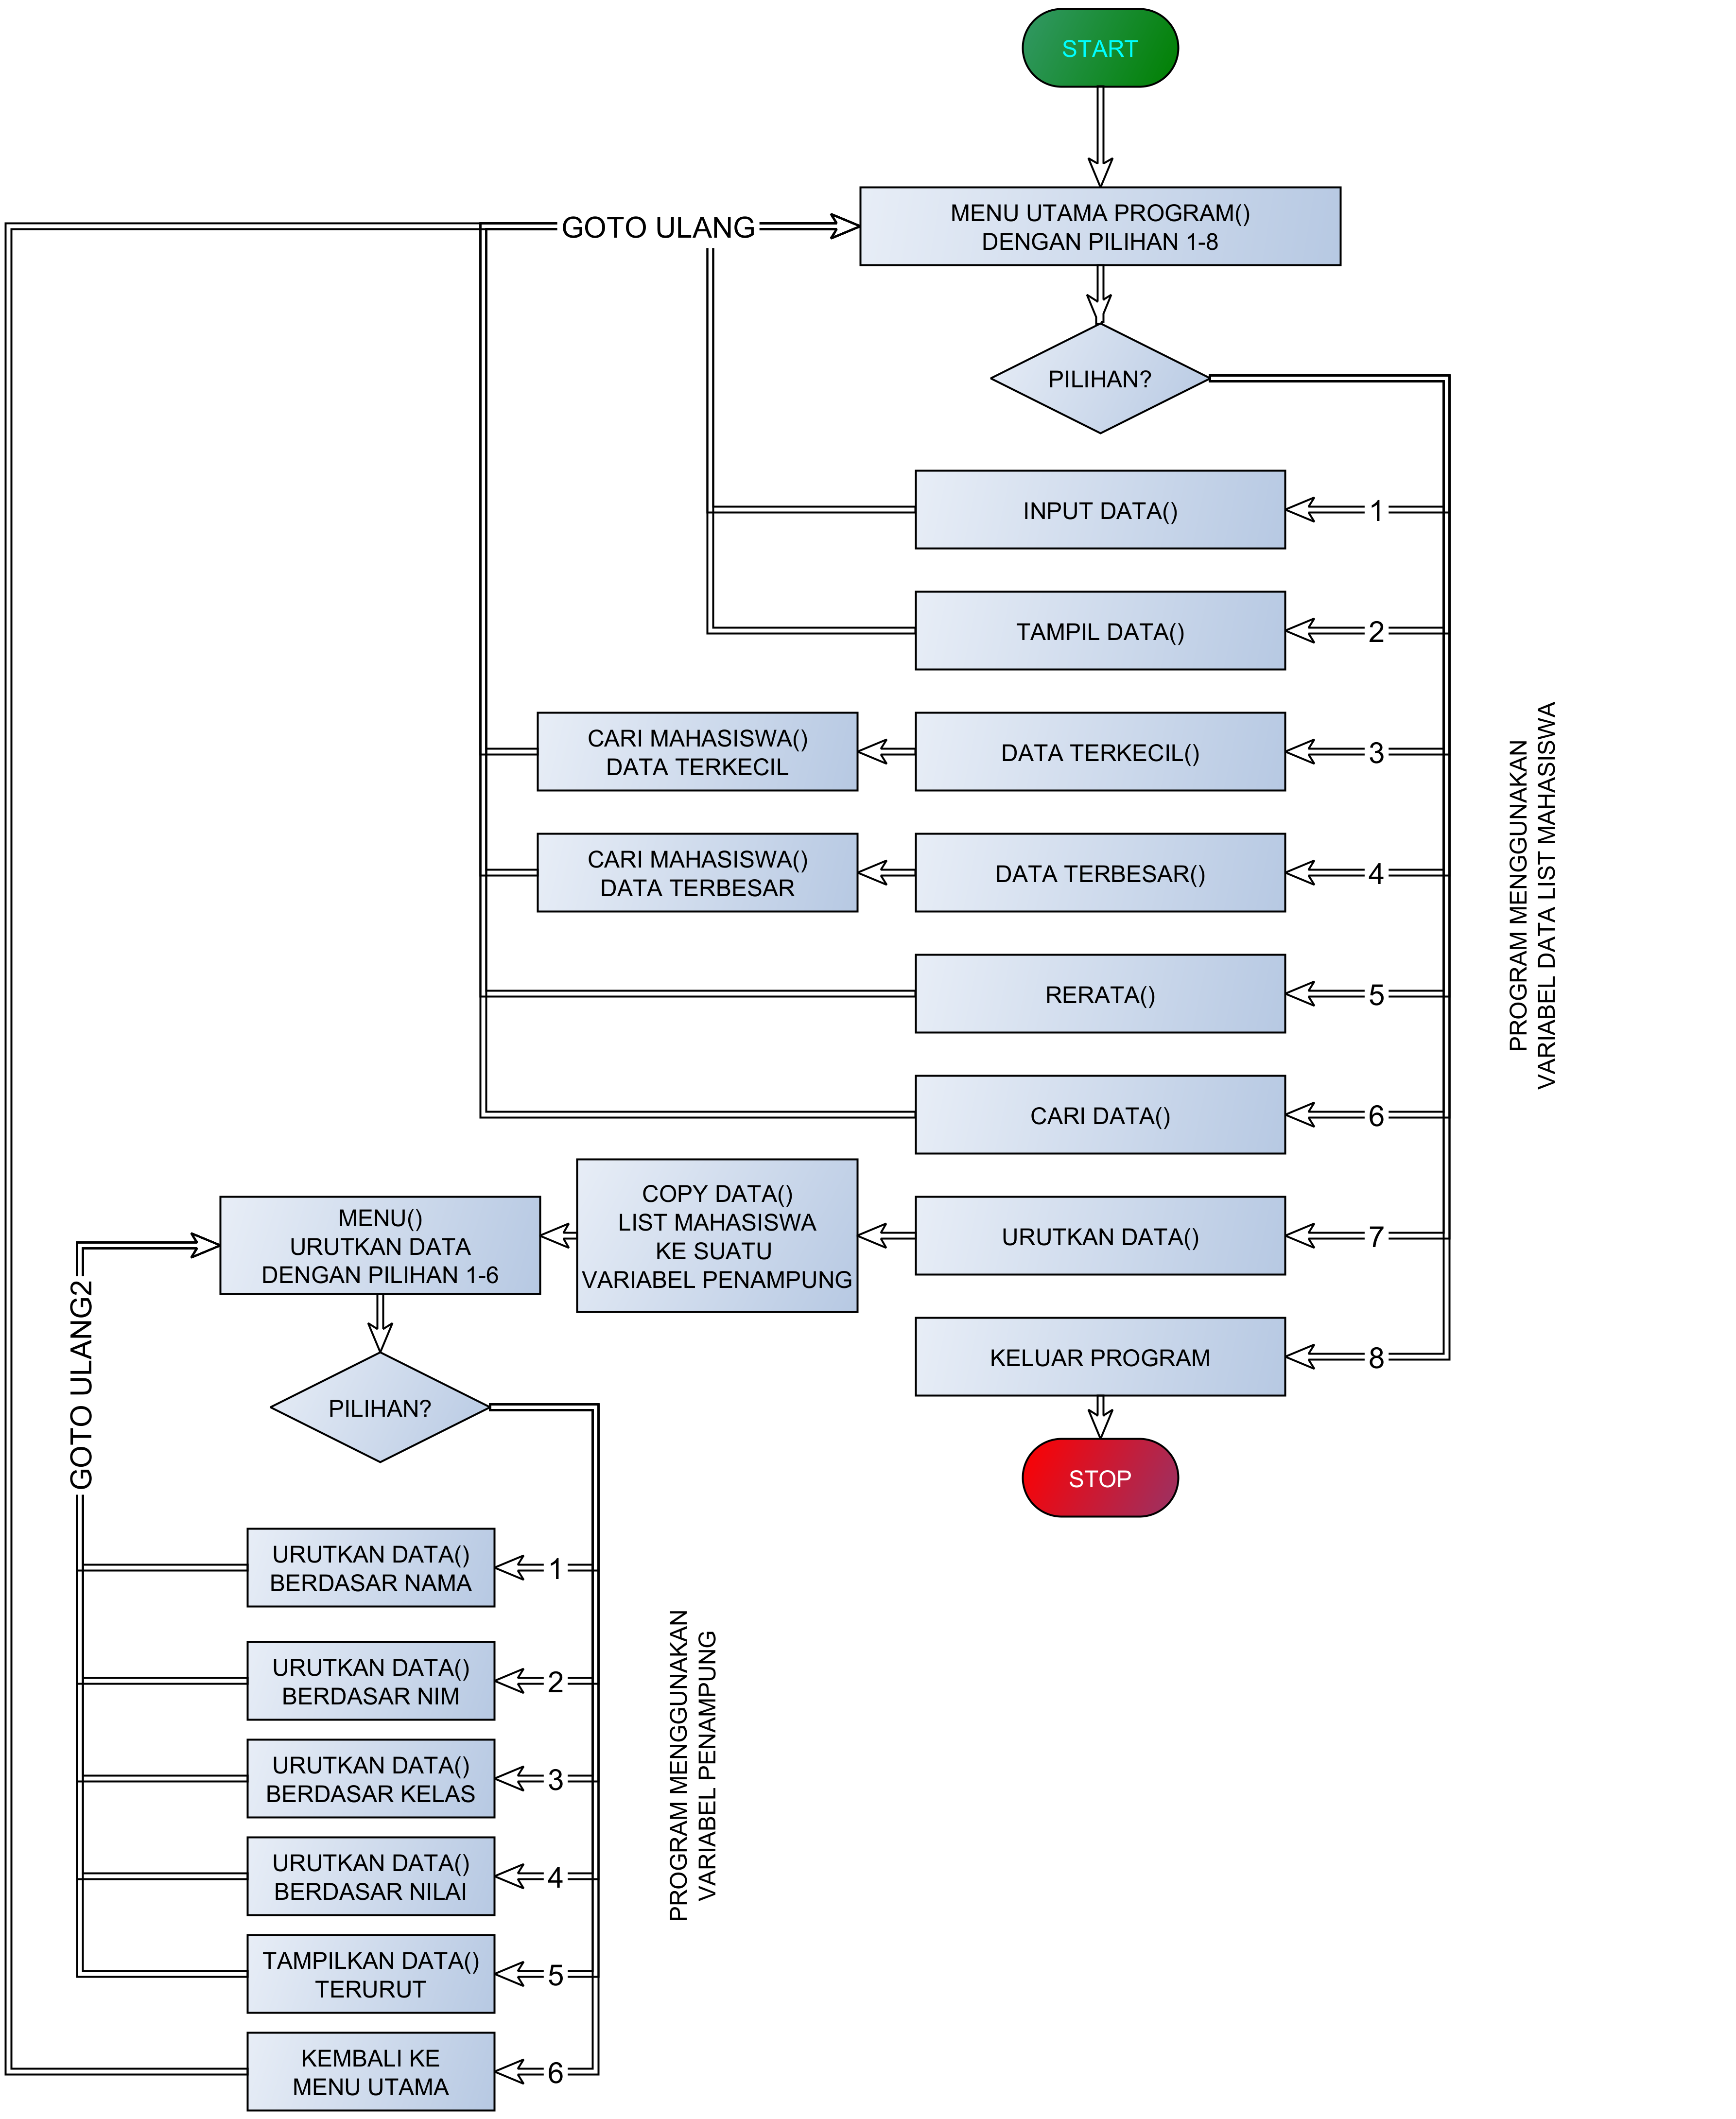 START
GOTO ULANG
MENU UTAMA PROGRAM()
DENGAN PILIHAN 1-8
PILIHAN?
INPUT DATA()
1
TAMPIL DATA()
2
CARI MAHASISWA()
DATA TERKECIL
DATA TERKECIL()
3
CARI MAHASISWA()
DATA TERBESAR
DATA TERBESAR()
4
RERATA()
5
CARI DATA()
6
PROGRAM MENGGUNAKAN
VARIABEL DATA LIST MAHASISWA
MENU()
URUTKAN DATA
DENGAN PILIHAN 1-6
COPY DATA()
LIST MAHASISWA
KE SUATU
VARIABEL PENAMPUNG
URUTKAN DATA()
7
KELUAR PROGRAM
8
STOP
GOTO ULANG2
PILIHAN?
URUTKAN DATA()
BERDASAR NAMA
1
URUTKAN DATA()
BERDASAR NIM
2
URUTKAN DATA()
BERDASAR KELAS
3
URUTKAN DATA()
BERDASAR NILAI
4
TAMPILKAN DATA()
TERURUT
5
KEMBALI KE
MENU UTAMA
6
PROGRAM MENGGUNAKAN
VARIABEL PENAMPUNG